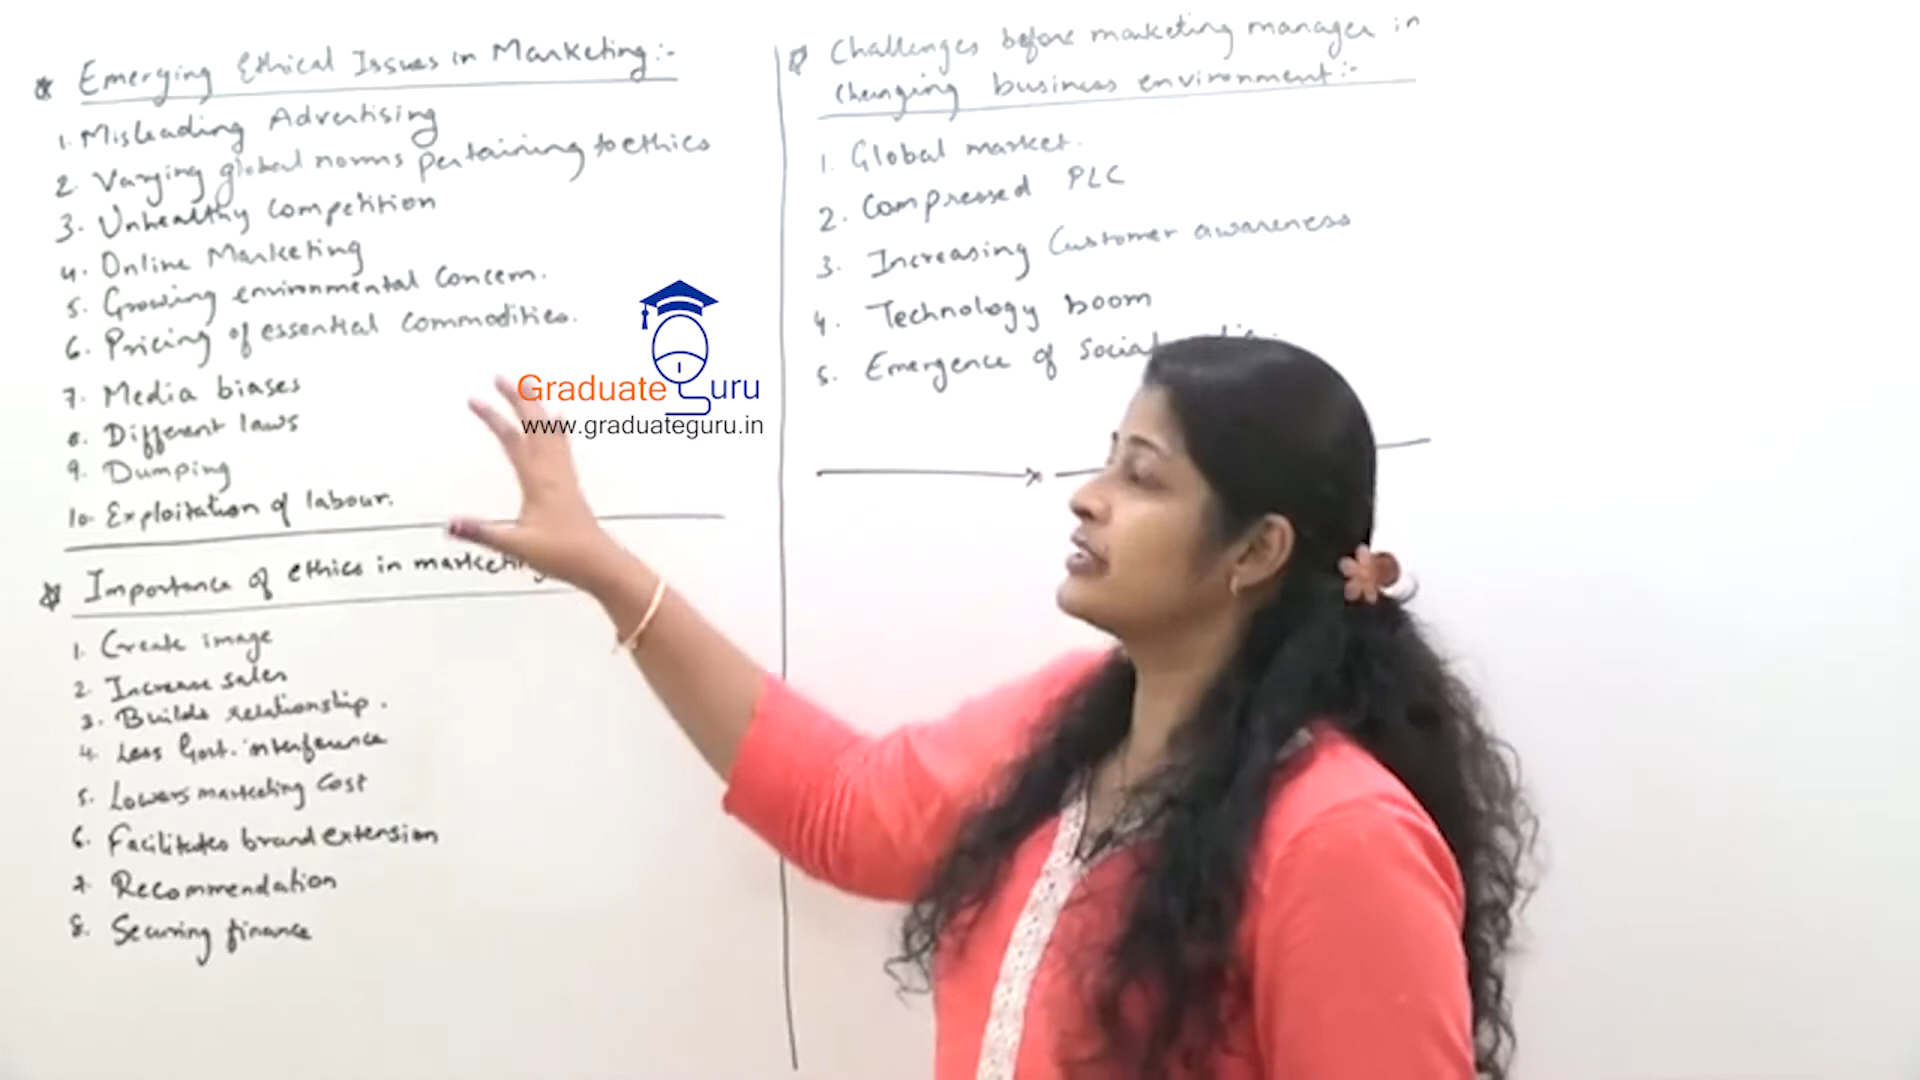 * Emerging Ethical Issues in Marketing:-
1. Misleading Advertising
2. Varying global norms pertaining to ethics
3. Unhealthy Competition
4. Online Marketing
5. Growing environmental Concern.
6. Pricing of essential Commodities.
7. Media biases
8. Different laws
9. Dumping
10. Exploitation of labour.
* Importance of ethics in marketing
1. Create image
2. Increase sales
3. Builds relationship.
4. Less Govt. interference
5. Lowers marketing Cost
6. Facilitates brand extension
7. Recommendation
8. Securing finance
Challenges before marketing manager in
Changing business environment:-
1. Global market.
2. Compressed PLC
3. Increasing Customer awareness
4. Technology boom
5. Emergence of Social
Graduate Guru
www.graduateguru.in